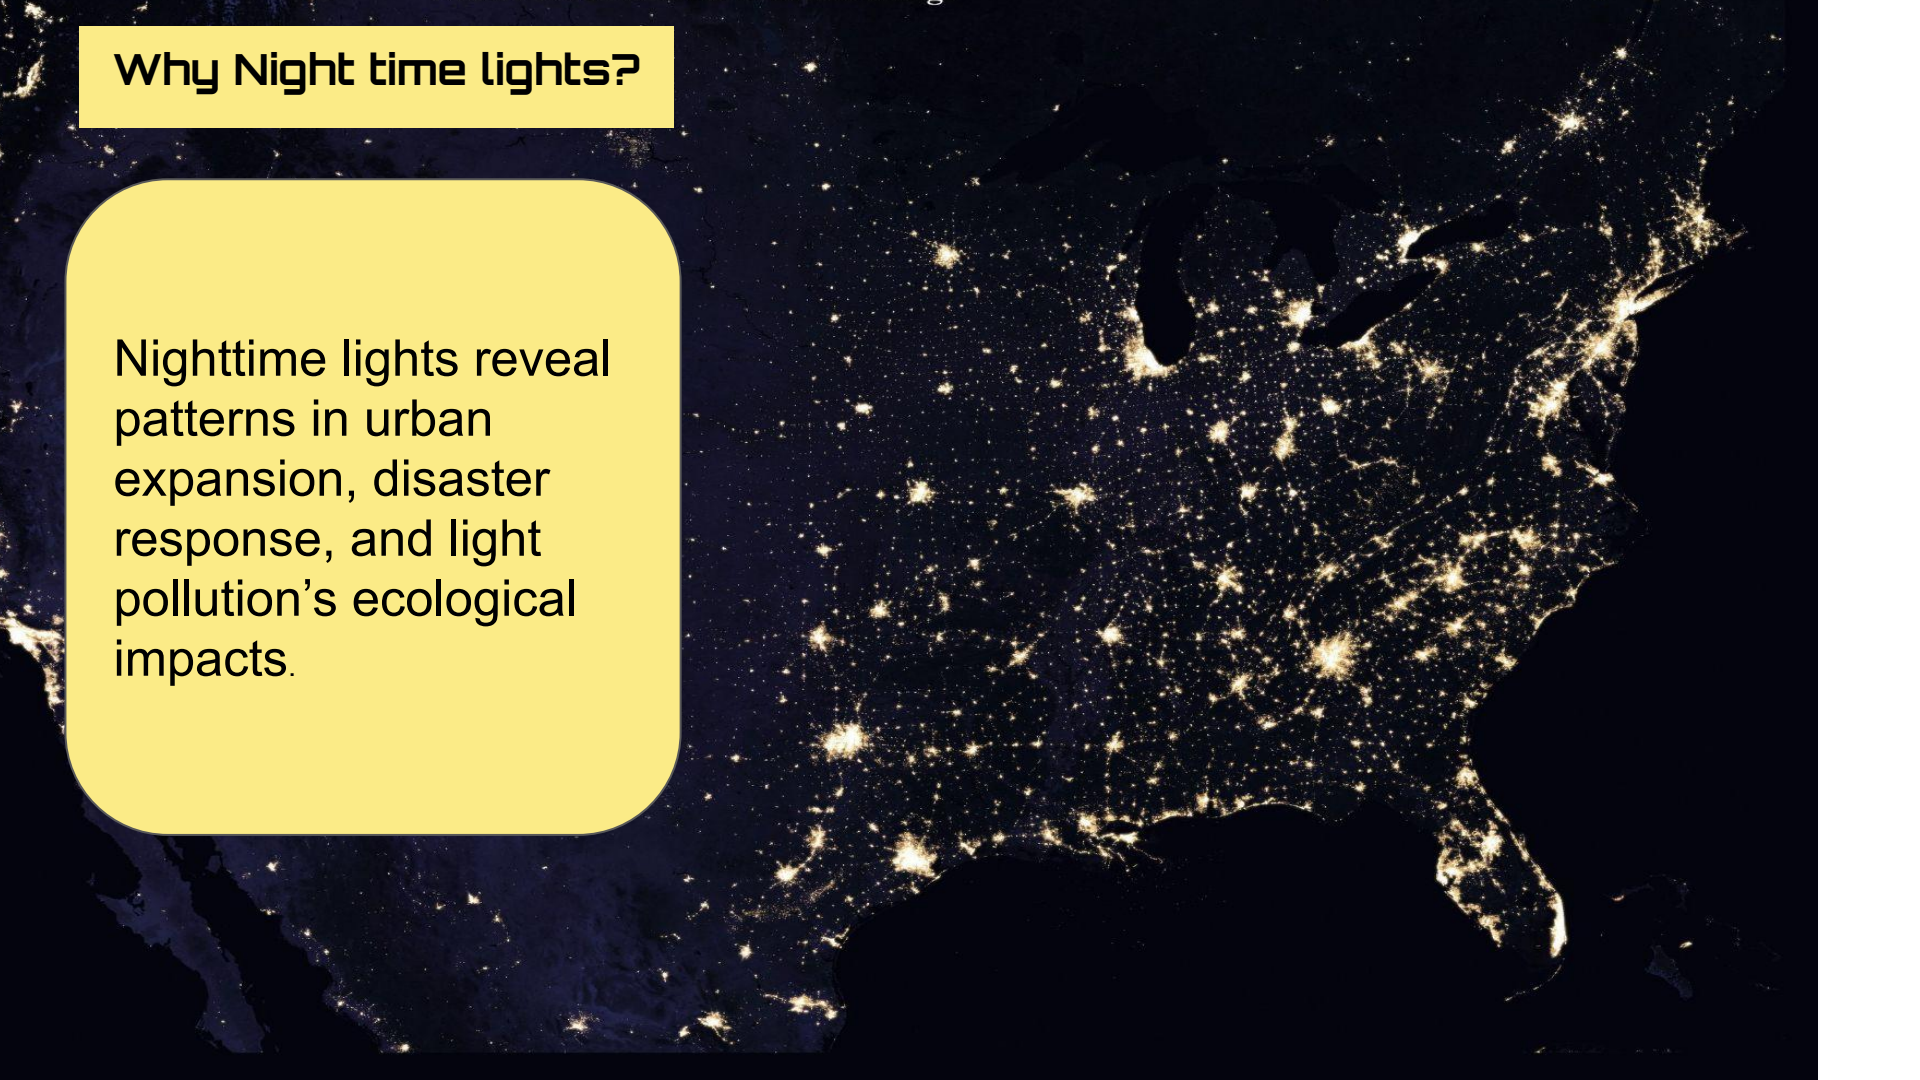 Why Night time lights?
Nighttime lights reveal
patterns in urban
expansion, disaster
response, and light
pollution’s ecological
impacts.